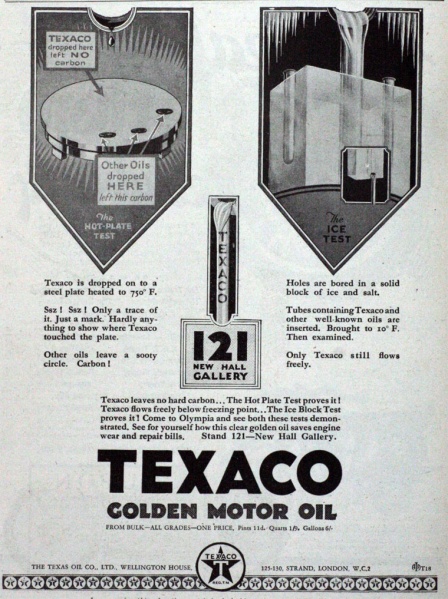 TEXACO
dropped here
left NO
carbon
Other Oils
dropped
HERE
left this carbon
The
HOT-PLATE
TEST
The
ICE
TEST
Texaco is dropped on to a
steel plate heated to 750° F.
Ssz! Ssz! Only a trace of
it. Just a mark. Hardly any-
thing to show where Texaco
touched the plate.
Other oils leave a sooty
circle. Carbon!
TEXACO
121
NEW HALL
GALLERY
Holes are bored in a solid
block of ice and salt.
Tubes containing Texaco and
other well-known oils are
inserted. Brought to 10° F.
Then examined.
Only Texaco still flows
freely.
Texaco leaves no hard carbon... The Hot Plate Test proves it!
Texaco flows freely below freezing point...The Ice Block Test
proves it! Come to Olympia and see both these tests demon-
strated. See for yourself how this clear golden oil saves engine
wear and repair bills. Stand 121—New Hall Gallery.
TEXACO
GOLDEN MOTOR OIL
FROM BULK—ALL GRADES—ONE PRICE, Pints 11d. Quarts 1/9. Gallons 6/-
THE TEXAS OIL CO., LTD., WELLINGTON HOUSE,
TEXACO
T
125-130, STRAND, LONDON, W.C.2
T18